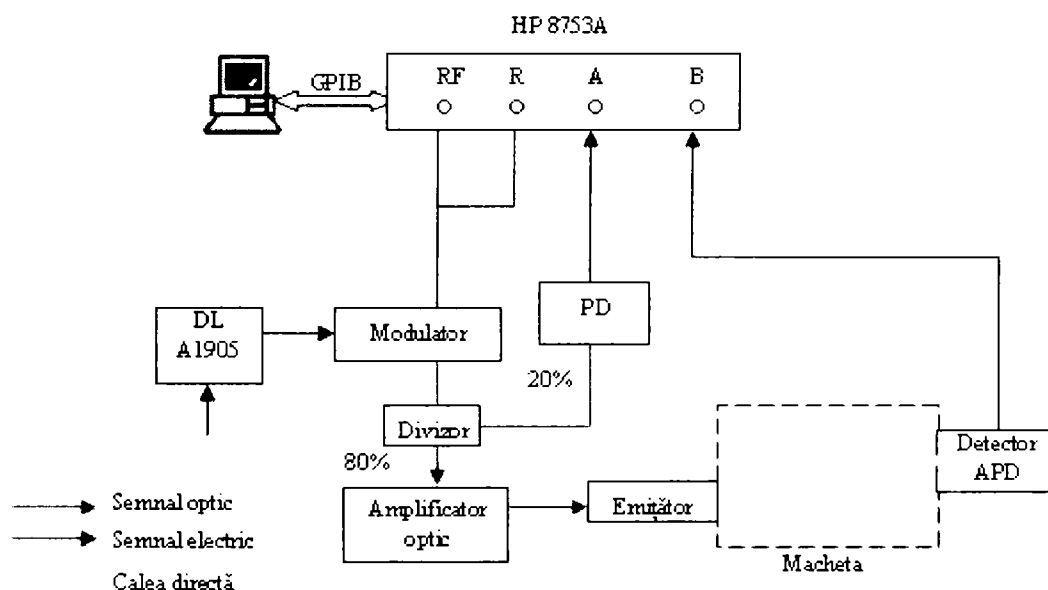 HP 8753A
GPIB
RF R A B
DL
A1905
Modulator
PD
20%
Divizor
80%
Amplificator
optic
Emițător
Detector
APD
Macheta
Semnal optic
Semnal electric
Calea directă